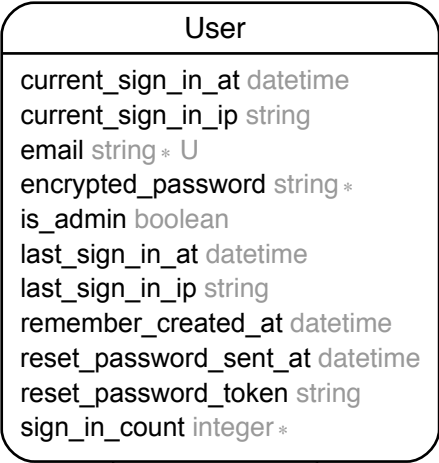 User
current_sign_in_at datetime
current_sign_in_ip string
email string * U
encrypted_password string *
is_admin boolean
last_sign_in_at datetime
last_sign_in_ip string
remember_created_at datetime
reset_password_sent_at datetime
reset_password_token string
sign_in_count integer *